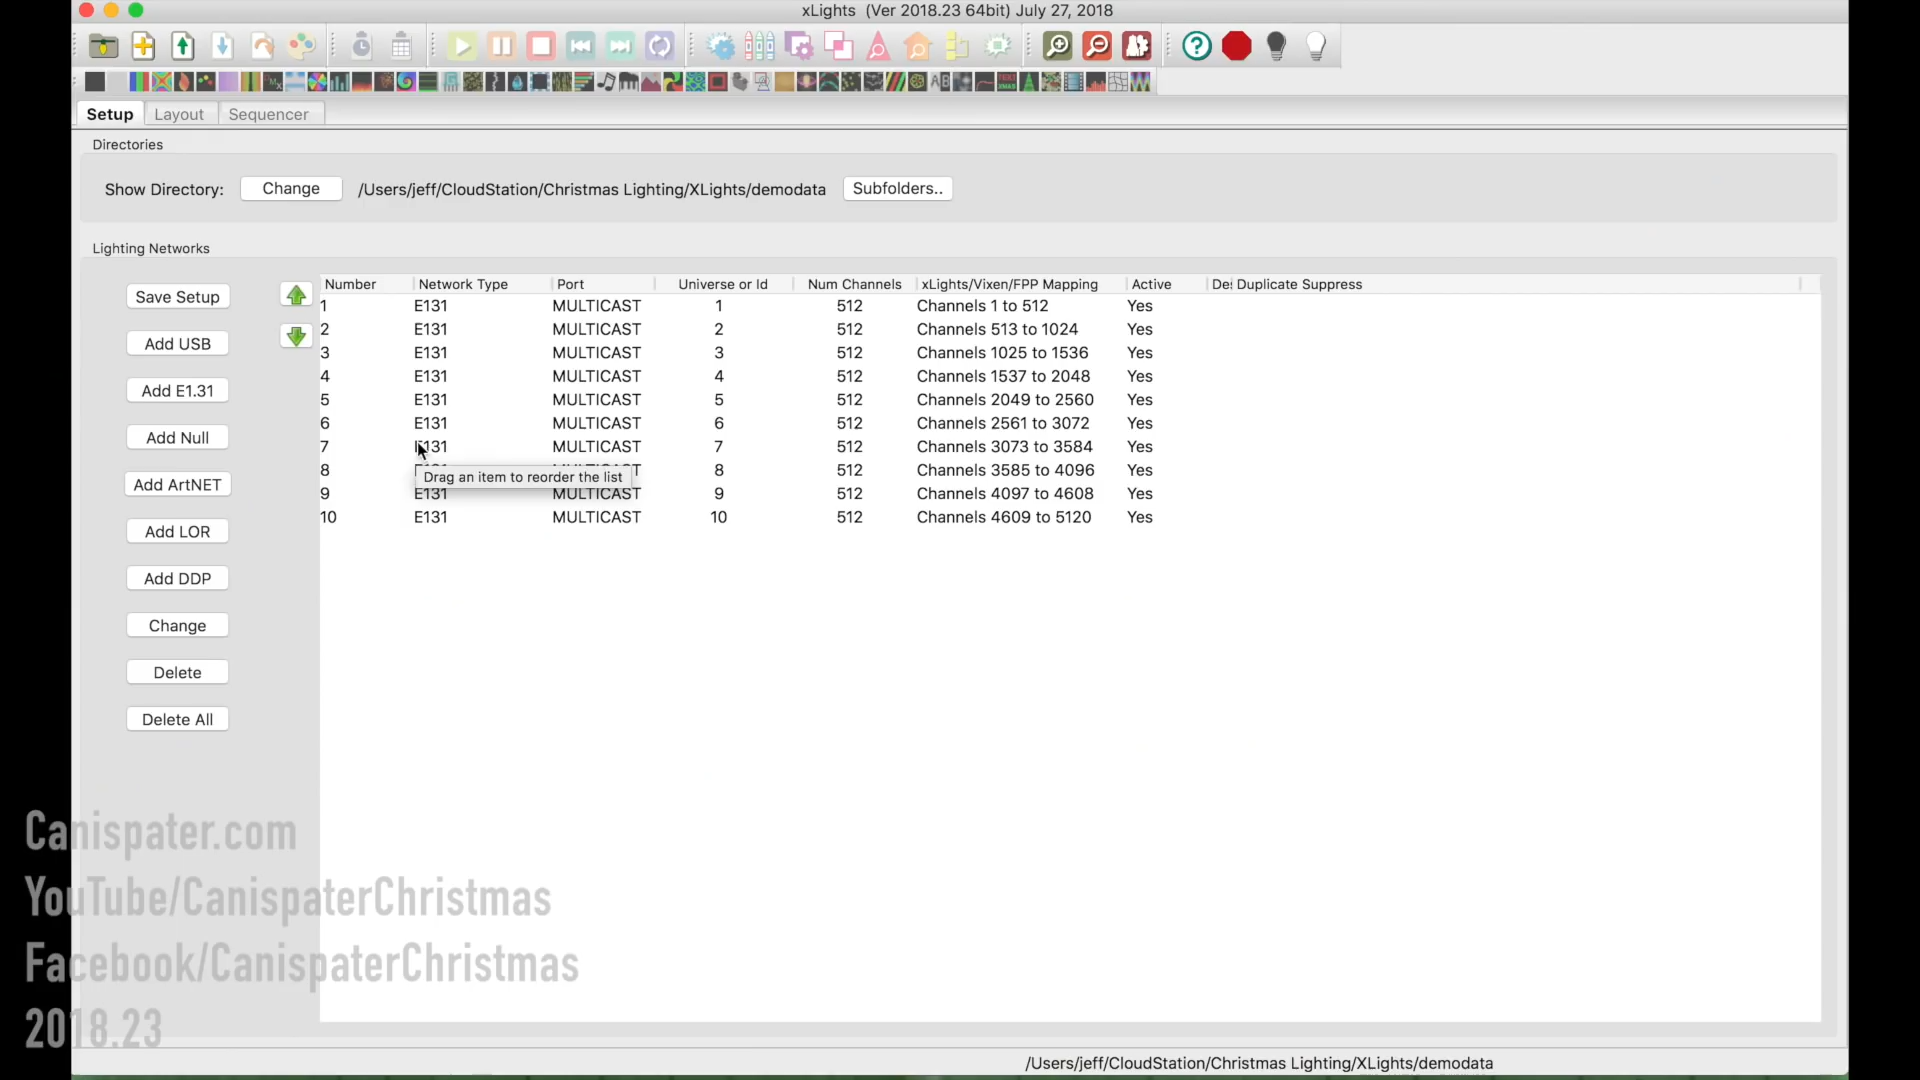 xLights (Ver 2018.23 64bit) July 27, 2018
Setup Layout Sequencer
Directories
Show Directory: Change /Users/jeff/CloudStation/Christmas Lighting/XLights/demodata Subfolders..
Lighting Networks
Number Network Type Port Universe or Id Num Channels xLights/Vixen/FPP Mapping Active Duplicate Suppress
1 E131 MULTICAST 1 512 Channels 1 to 512 Yes
2 E131 MULTICAST 2 512 Channels 513 to 1024 Yes
3 E131 MULTICAST 3 512 Channels 1025 to 1536 Yes
4 E131 MULTICAST 4 512 Channels 1537 to 2048 Yes
5 E131 MULTICAST 5 512 Channels 2049 to 2560 Yes
6 E131 MULTICAST 6 512 Channels 2561 to 3072 Yes
7 E131 MULTICAST 7 512 Channels 3073 to 3584 Yes
8 E131 MULTICAST 8 512 Channels 3585 to 4096 Yes
Drag an item to reorder the list
9 E131 MULTICAST 9 512 Channels 4097 to 4608 Yes
10 E131 MULTICAST 10 512 Channels 4609 to 5120 Yes
Save Setup
Add USB
Add E1.31
Add Null
Add ArtNET
Add LOR
Add DDP
Change
Delete
Delete All
Canispater.com
YouTube/CanispaterChristmas
Facebook/CanispaterChristmas
2018.23
/Users/jeff/CloudStation/Christmas Lighting/XLights/demodata